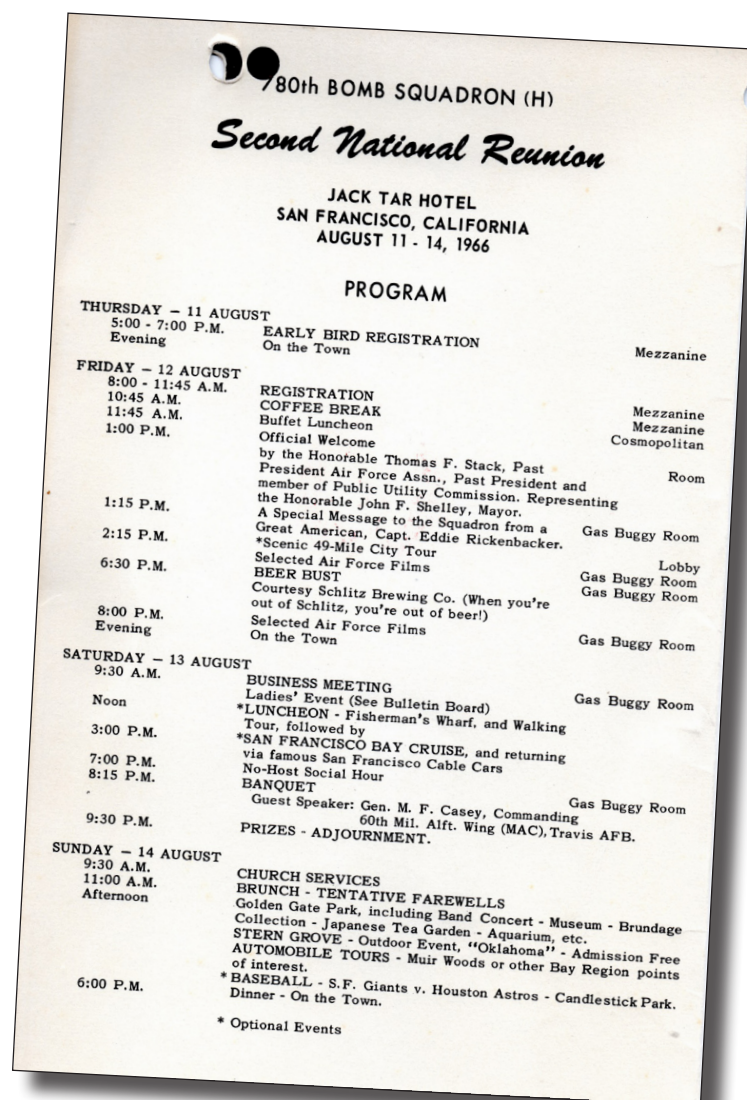 780th BOMB SQUADRON (H)
Second National Reunion
JACK TAR HOTEL
SAN FRANCISCO, CALIFORNIA
AUGUST 11 - 14, 1966
PROGRAM
THURSDAY — 11 AUGUST
5:00 - 7:00 P.M. EARLY BIRD REGISTRATION Mezzanine
Evening On the Town
FRIDAY — 12 AUGUST
8:00 - 11:45 A.M. REGISTRATION Mezzanine
10:45 A.M. COFFEE BREAK Mezzanine
11:45 A.M. Buffet Luncheon Cosmopolitan
1:00 P.M. Official Welcome Room
by the Honorable Thomas F. Stack, Past
President Air Force Assn., Past President and
member of Public Utility Commission. Representing
the Honorable John F. Shelley, Mayor.
1:15 P.M. A Special Message to the Squadron from a Gas Buggy Room
Great American, Capt. Eddie Rickenbacker.
2:15 P.M. *Scenic 49-Mile City Tour Lobby
Selected Air Force Films Gas Buggy Room
6:30 P.M. BEER BUST Gas Buggy Room
Courtesy Schlitz Brewing Co. (When you're
out of Schlitz, you're out of beer!)
8:00 P.M. Selected Air Force Films Gas Buggy Room
Evening On the Town
SATURDAY — 13 AUGUST
9:30 A.M. BUSINESS MEETING Gas Buggy Room
Ladies' Event (See Bulletin Board)
Noon *LUNCHEON - Fisherman's Wharf, and Walking
Tour, followed by
3:00 P.M. *SAN FRANCISCO BAY CRUISE, and returning
via famous San Francisco Cable Cars
7:00 P.M. No-Host Social Hour
8:15 P.M. BANQUET Gas Buggy Room
Guest Speaker: Gen. M. F. Casey, Commanding
60th Mil. Alft. Wing (MAC), Travis AFB.
9:30 P.M. PRIZES - ADJOURNMENT.
SUNDAY — 14 AUGUST
9:30 A.M. CHURCH SERVICES
11:00 A.M. BRUNCH - TENTATIVE FAREWELLS
Afternoon Golden Gate Park, including Band Concert - Museum - Brundage
Collection - Japanese Tea Garden - Aquarium, etc.
STERN GROVE - Outdoor Event, "Oklahoma" - Admission Free
AUTOMOBILE TOURS - Muir Woods or other Bay Region points
of interest.
*BASEBALL - S.F. Giants v. Houston Astros - Candlestick Park.
6:00 P.M. Dinner - On the Town.
* Optional Events